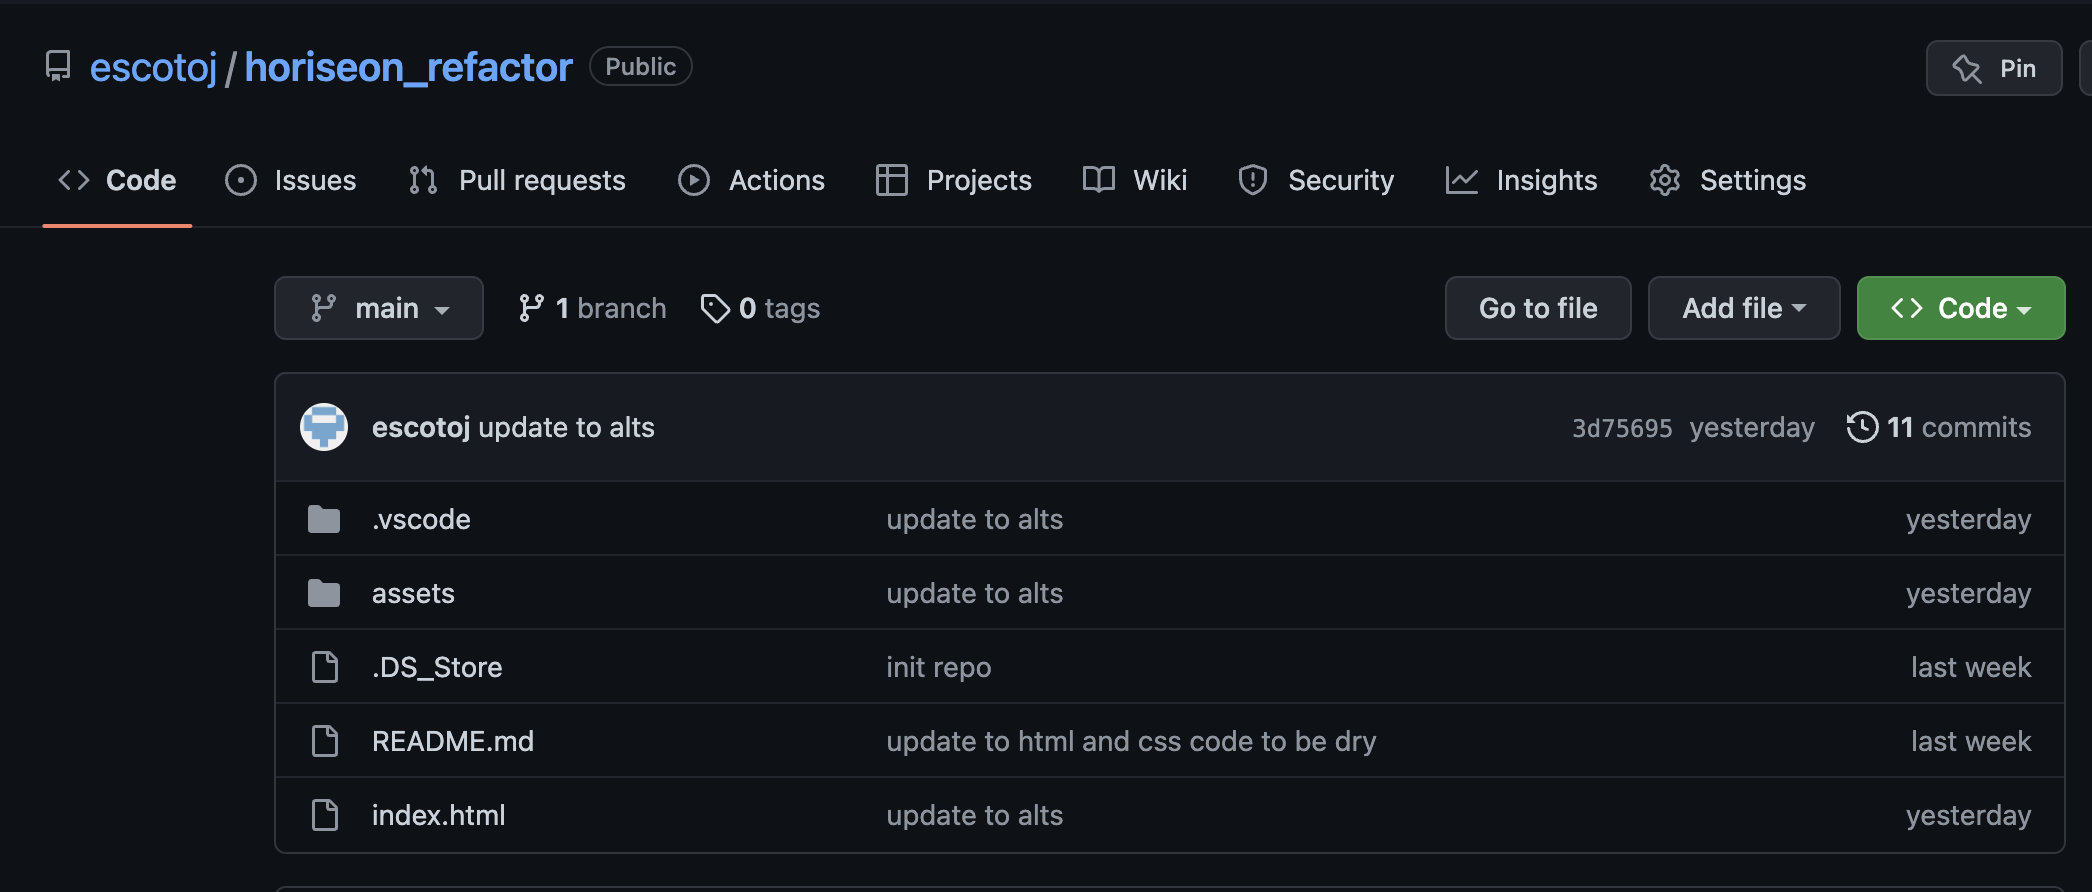 escotoj / horiseon_refactor Public Pin
Code Issues Pull requests Actions Projects Wiki Security Insights Settings
main 1 branch 0 tags Go to file Add file Code
escotoj update to alts 3d75695 yesterday 11 commits
.vscode update to alts yesterday
assets update to alts yesterday
.DS_Store init repo last week
README.md update to html and css code to be dry last week
index.html update to alts yesterday